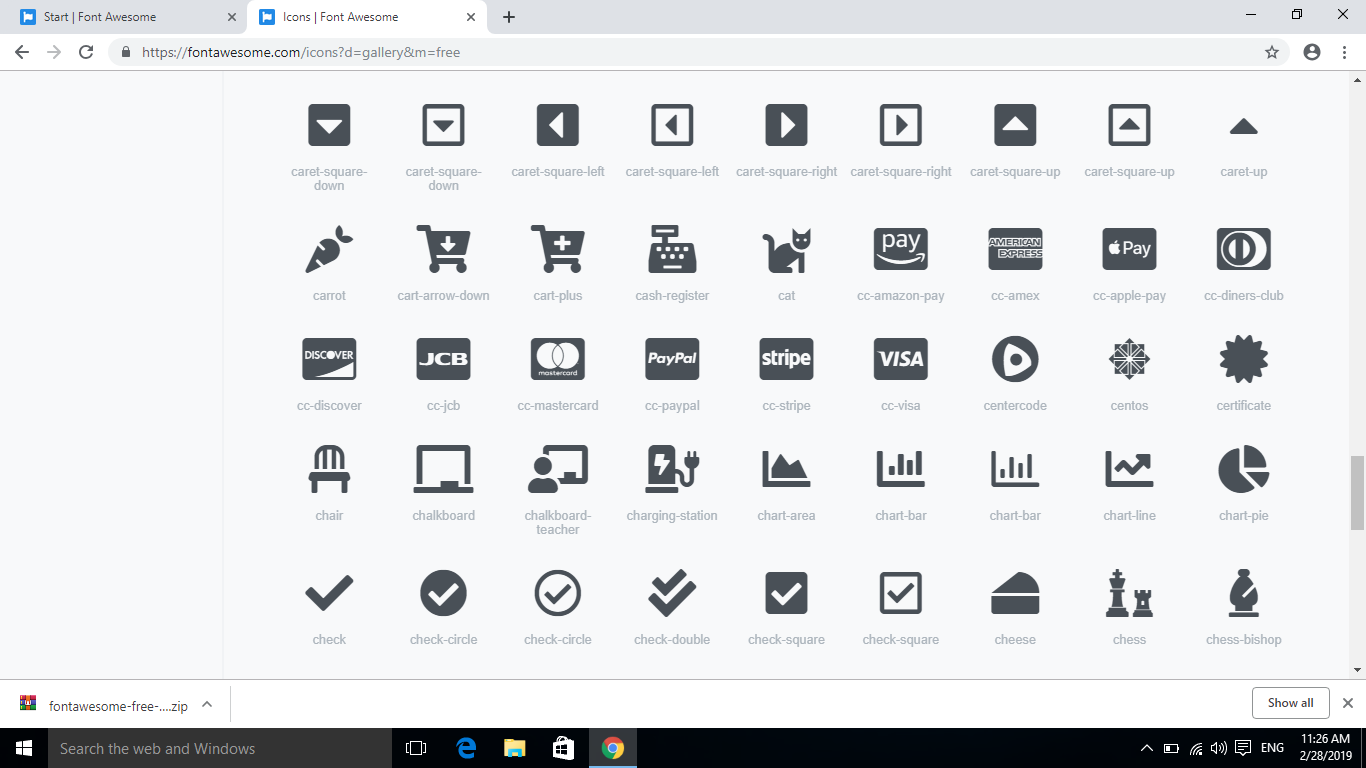 Start | Font Awesome
Icons | Font Awesome
https://fontawesome.com/icons?d=gallery&m=free
caret-square-
down
caret-square-
down
caret-square-left
caret-square-left
caret-square-right
caret-square-right
caret-square-up
caret-square-up
caret-up
pay
AMERICAN
EXPRESS
Pay
carrot
cart-arrow-down
cart-plus
cash-register
cat
cc-amazon-pay
cc-amex
cc-apple-pay
cc-diners-club
DISCOVER
JCB
mastercard
PayPal
stripe
VISA
cc-discover
cc-jcb
cc-mastercard
cc-paypal
cc-stripe
cc-visa
centercode
centos
certificate
chair
chalkboard
chalkboard-
teacher
charging-station
chart-area
chart-bar
chart-bar
chart-line
chart-pie
check
check-circle
check-circle
check-double
check-square
check-square
cheese
chess
chess-bishop
fontawesome-free-....zip
Show all
Search the web and Windows
ENG
11:26 AM
2/28/2019